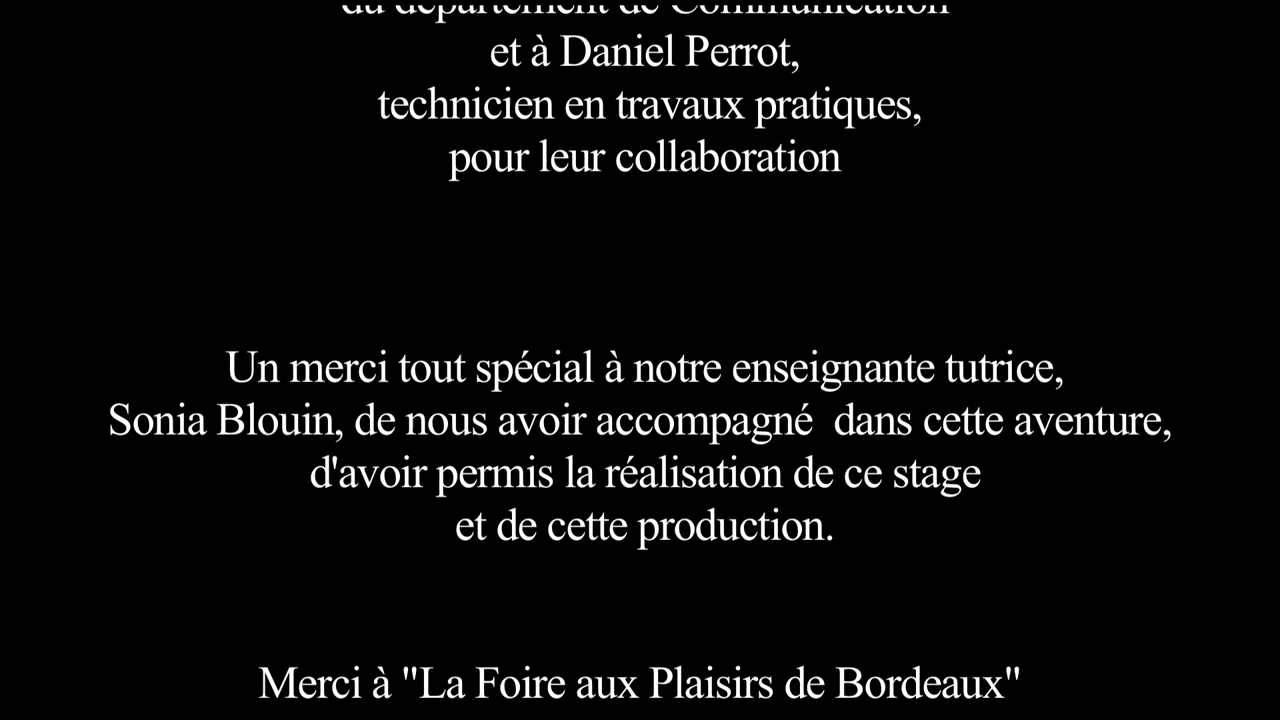 du département de Communication
et à Daniel Perrot,
technicien en travaux pratiques,
pour leur collaboration
Un merci tout spécial à notre enseignante tutrice,
Sonia Blouin, de nous avoir accompagné  dans cette aventure,
d'avoir permis la réalisation de ce stage
et de cette production.
Merci à "La Foire aux Plaisirs de Bordeaux"